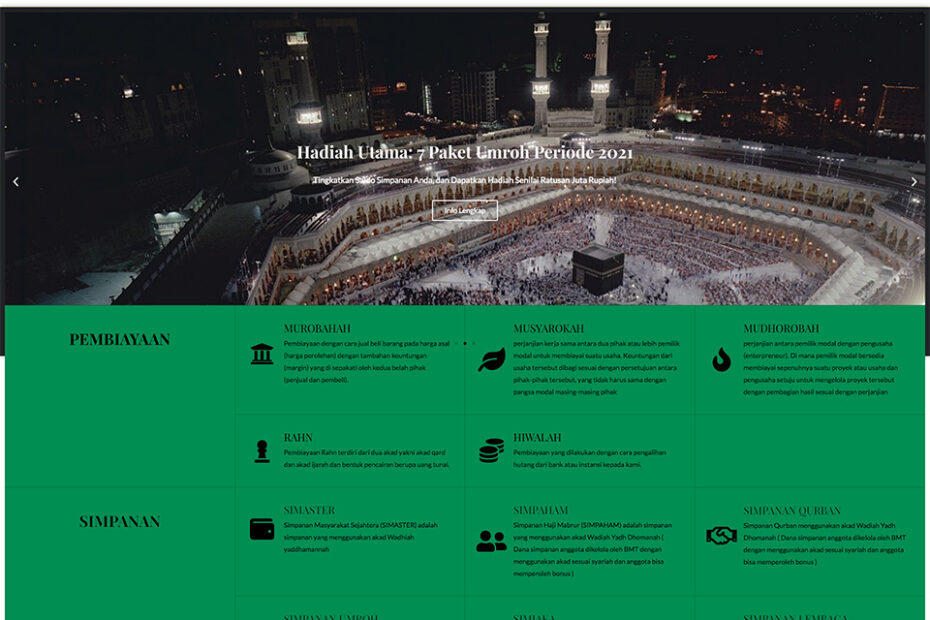 Hadiah Utama: 7 Paket Umroh Periode 2021
Tingkatkan Saldo Simpanan Anda, dan Dapatkan Hadiah Senilai Ratusan Juta Rupiah!
Info Lengkap
PEMBIAYAAN
MUROBAHAH
Pembiayaan dengan cara jual beli barang pada harga asal
(harga perolehan) dengan tambahan keuntungan
(margin) yang di sepakati oleh kedua belah pihak
(penjual dan pembeli).
MUSYAROKAH
perjanjian kerja sama antara dua pihak atau lebih pemilik
modal untuk membiayai suatu usaha. Keuntungan dari
usaha tersebut dibagi sesuai dengan persetujuan antara
pihak-pihak tersebut, yang tidak harus sama dengan
pangsa modal masing-masing pihak
MUDHOROBAH
perjanjian antara pemilik modal dengan pengusaha
(enterpreneur). Di mana pemilik modal bersedia
membiayai sepenuhnya suatu proyek atau usaha dan
pengusaha setuju untuk mengelola proyek tersebut
dengan pembagian hasil sesuai dengan perjanjian
RAHN
Pembiayaan Rahn terdiri dari dua akad yakni akad qard
dan akad ijarah dan bentuk pencairan berupa uang tunai.
HIWALAH
Pembiayaan yang dilakukan dengan cara pengalihan
hutang dari bank atau instansi kepada kami.
SIMPANAN
SIMASTER
Simpanan Masyarakat Sejahtera (SIMASTER) adalah
simpanan yang menggunakan akad Wadhiah
yaddhamannah
SIMPAHAM
Simpanan Haji Mabrur (SIMPAHAM) adalah simpanan
yang menggunakan akad Wadiah Yadh Dhomanah (
Dana simpanan anggota dikelola oleh BMT dengan
menggunakan akad sesuai syariah dan anggota bisa
memperoleh bonus )
SIMPANAN QURBAN
Simpanan Qurban menggunakan akad Wadiah Yadh
Dhomanah ( Dana simpanan anggota dikelola oleh BMT
dengan menggunakan akad sesuai syariah dan anggota
bisa memperoleh bonus )
SIMPANAN UMROH
SIMJAKA
SIMPANAN LEMBAGA